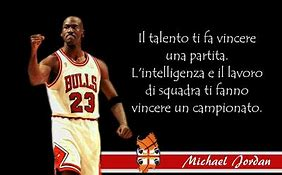 Il talento ti fa vincere
una partita.
L'intelligenza e il lavoro
di squadra ti fanno
vincere un campionato.
BULLS
23
Michael Jordan